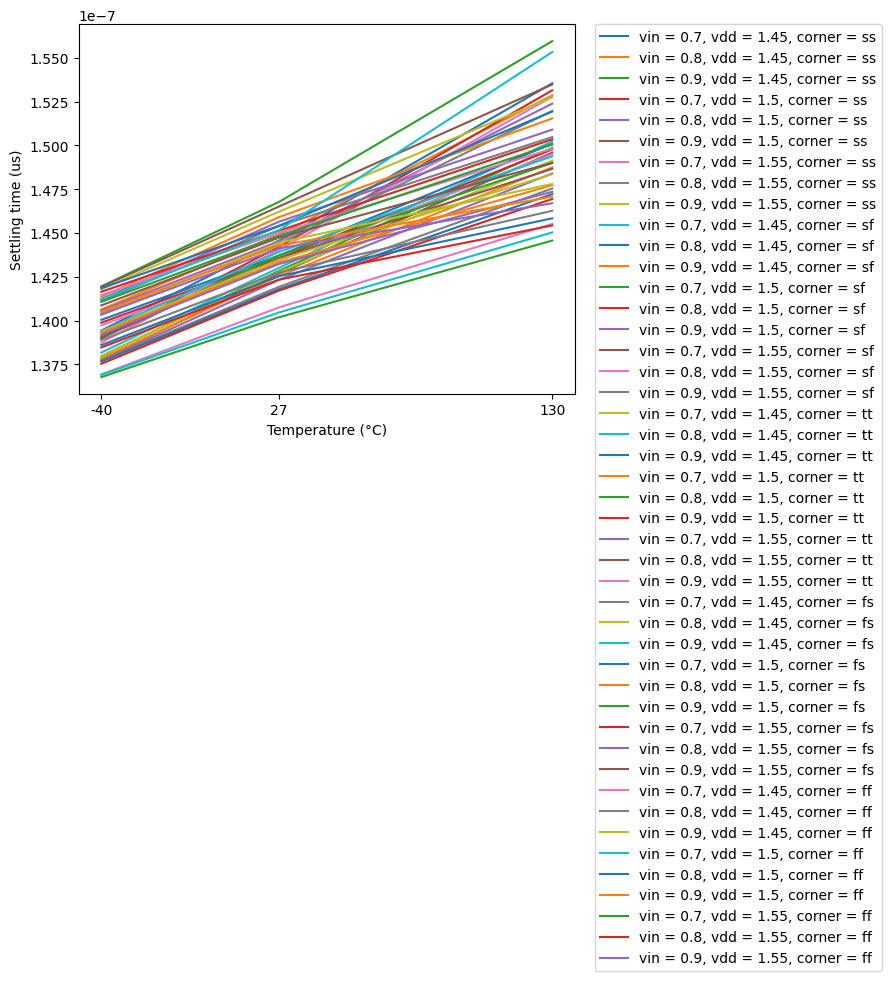 1e−7
1.550
1.525
1.500
1.475
1.450
1.425
1.400
1.375
Settling time (us)
-40
27
130
Temperature (°C)
vin = 0.7, vdd = 1.45, corner = ss
vin = 0.8, vdd = 1.45, corner = ss
vin = 0.9, vdd = 1.45, corner = ss
vin = 0.7, vdd = 1.5, corner = ss
vin = 0.8, vdd = 1.5, corner = ss
vin = 0.9, vdd = 1.5, corner = ss
vin = 0.7, vdd = 1.55, corner = ss
vin = 0.8, vdd = 1.55, corner = ss
vin = 0.9, vdd = 1.55, corner = ss
vin = 0.7, vdd = 1.45, corner = sf
vin = 0.8, vdd = 1.45, corner = sf
vin = 0.9, vdd = 1.45, corner = sf
vin = 0.7, vdd = 1.5, corner = sf
vin = 0.8, vdd = 1.5, corner = sf
vin = 0.9, vdd = 1.5, corner = sf
vin = 0.7, vdd = 1.55, corner = sf
vin = 0.8, vdd = 1.55, corner = sf
vin = 0.9, vdd = 1.55, corner = sf
vin = 0.7, vdd = 1.45, corner = tt
vin = 0.8, vdd = 1.45, corner = tt
vin = 0.9, vdd = 1.45, corner = tt
vin = 0.7, vdd = 1.5, corner = tt
vin = 0.8, vdd = 1.5, corner = tt
vin = 0.9, vdd = 1.5, corner = tt
vin = 0.7, vdd = 1.55, corner = tt
vin = 0.8, vdd = 1.55, corner = tt
vin = 0.9, vdd = 1.55, corner = tt
vin = 0.7, vdd = 1.45, corner = fs
vin = 0.8, vdd = 1.45, corner = fs
vin = 0.9, vdd = 1.45, corner = fs
vin = 0.7, vdd = 1.5, corner = fs
vin = 0.8, vdd = 1.5, corner = fs
vin = 0.9, vdd = 1.5, corner = fs
vin = 0.7, vdd = 1.55, corner = fs
vin = 0.8, vdd = 1.55, corner = fs
vin = 0.9, vdd = 1.55, corner = fs
vin = 0.7, vdd = 1.45, corner = ff
vin = 0.8, vdd = 1.45, corner = ff
vin = 0.9, vdd = 1.45, corner = ff
vin = 0.7, vdd = 1.5, corner = ff
vin = 0.8, vdd = 1.5, corner = ff
vin = 0.9, vdd = 1.5, corner = ff
vin = 0.7, vdd = 1.55, corner = ff
vin = 0.8, vdd = 1.55, corner = ff
vin = 0.9, vdd = 1.55, corner = ff